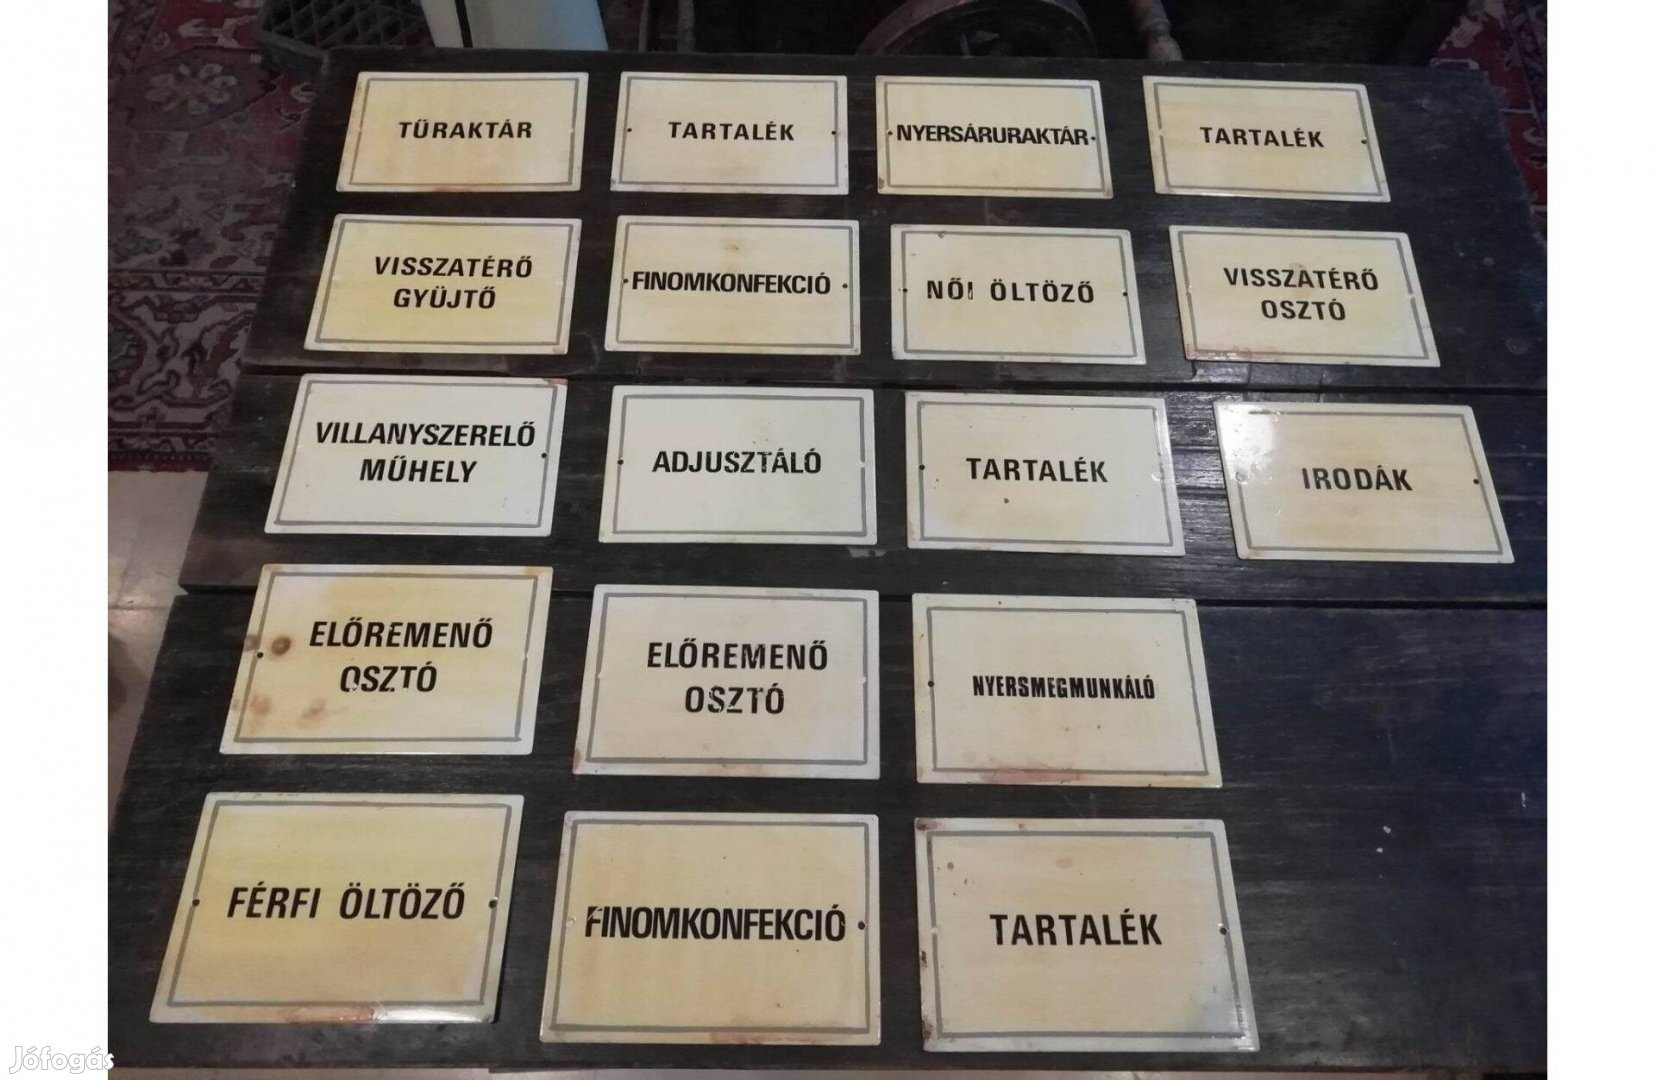 TŰRAKTÁR
TARTALÉK
NYERSÁRURAKTÁR
TARTALÉK
VISSZATÉRŐ
GYÜJTŐ
FINOMKONFEKCIÓ
NŐI ÖLTÖZŐ
VISSZATÉRŐ
OSZTÓ
VILLANYSZERELŐ
MŰHELY
ADJUSZTÁLÓ
TARTALÉK
IRODÁK
ELŐREMENŐ
OSZTÓ
ELŐREMENŐ
OSZTÓ
NYERSMEGMUNKÁLÓ
FÉRFI ÖLTÖZŐ
FINOMKONFEKCIÓ
TARTALÉK
Jófogás